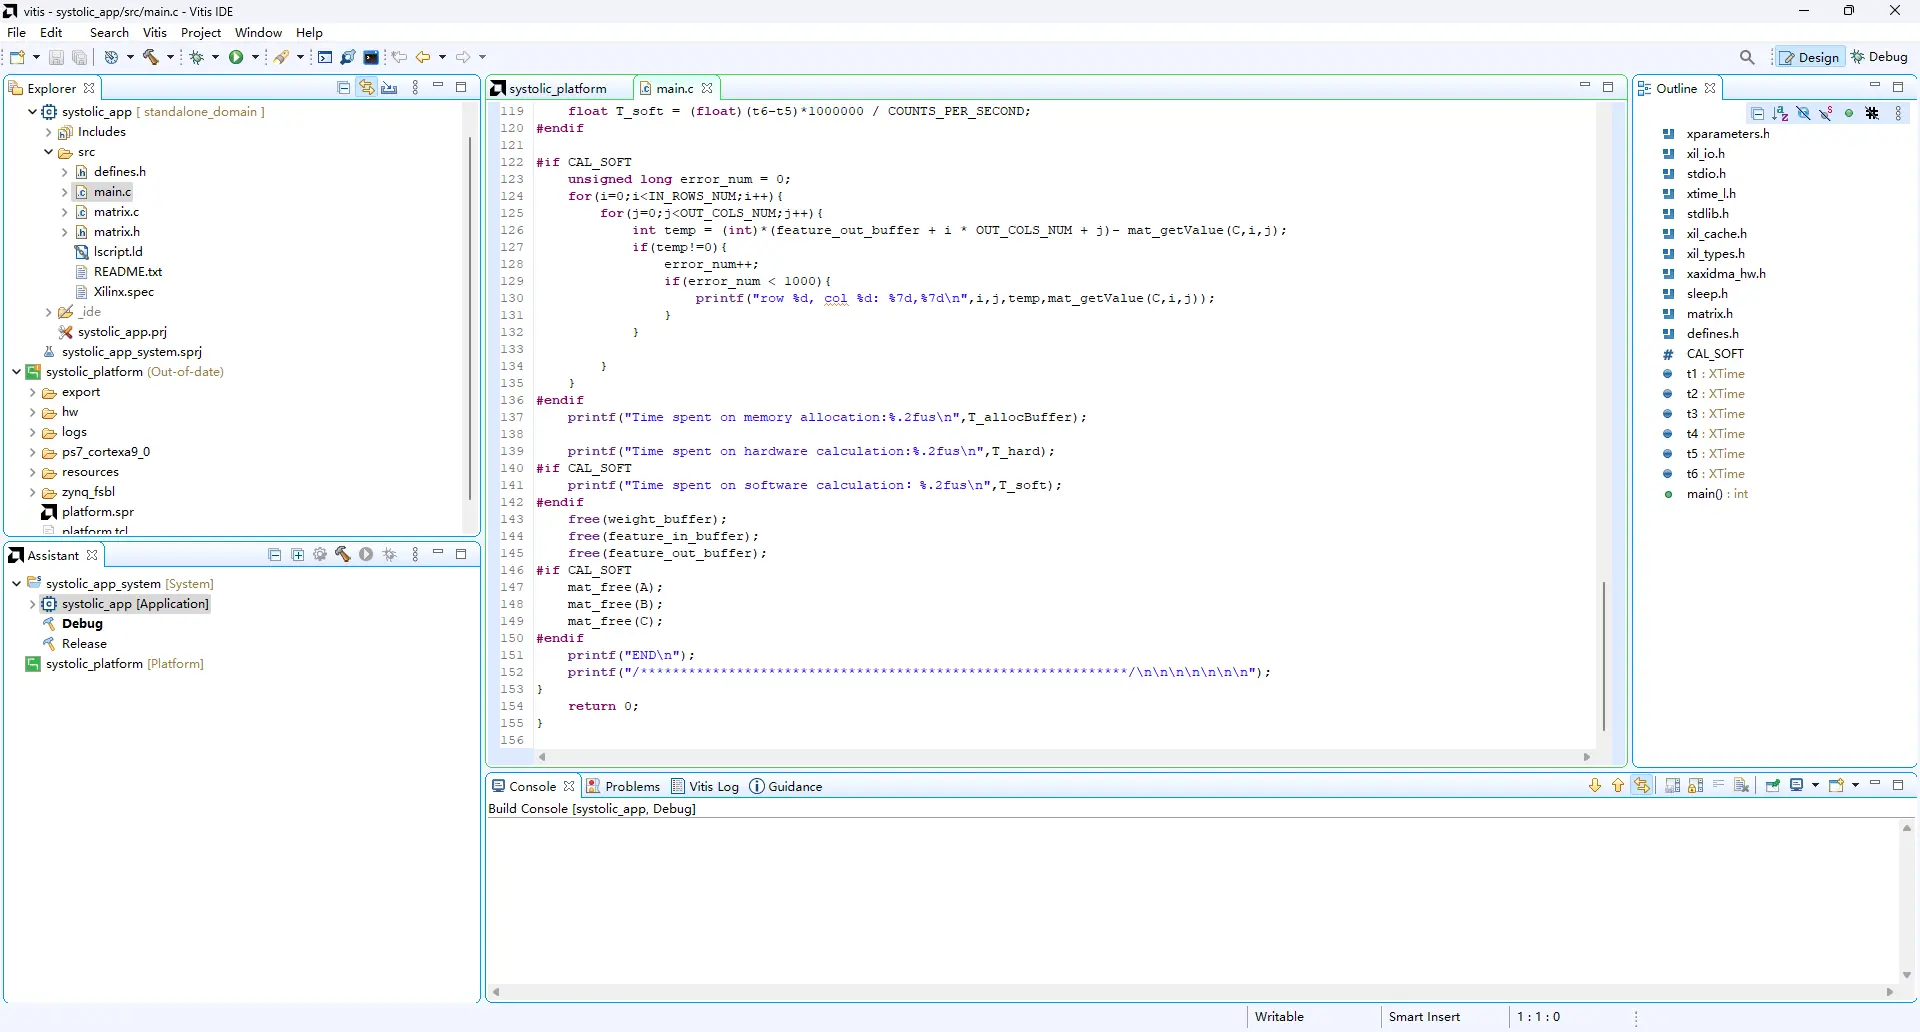 vitis - systolic_app/src/main.c - Vitis IDE
File Edit Search Vitis Project Window Help
Design Debug
Explorer
systolic_app [ standalone_domain ]
Includes
src
defines.h
main.c
matrix.c
matrix.h
lscript.ld
README.txt
Xilinx.spec
_ide
systolic_app.prj
systolic_app_system.sprj
systolic_platform (Out-of-date)
export
hw
logs
ps7_cortexa9_0
resources
zynq_fsbl
platform.spr
platform.tcl
Assistant
systolic_app_system [System]
systolic_app [Application]
Debug
Release
systolic_platform [Platform]
systolic_platform main.c
119 float T_soft = (float)(t6-t5)*1000000 / COUNTS_PER_SECOND;
120 #endif
121
122 #if CAL_SOFT
123 unsigned long error_num = 0;
124 for(i=0;i<IN_ROWS_NUM;i++){
125 for(j=0;j<OUT_COLS_NUM;j++){
126 int temp = (int)*(feature_out_buffer + i * OUT_COLS_NUM + j)- mat_getValue(C,i,j);
127 if(temp!=0){
128 error_num++;
129 if(error_num < 1000){
130 printf("row %d, col %d: %7d,%7d\n",i,j,temp,mat_getValue(C,i,j));
131 }
132 }
133
134 }
135 }
136 #endif
137 printf("Time spent on memory allocation:%.2fus\n",T_allocBuffer);
138
139 printf("Time spent on hardware calculation:%.2fus\n",T_hard);
140 #if CAL_SOFT
141 printf("Time spent on software calculation: %.2fus\n",T_soft);
142 #endif
143 free(weight_buffer);
144 free(feature_in_buffer);
145 free(feature_out_buffer);
146 #if CAL_SOFT
147 mat_free(A);
148 mat_free(B);
149 mat_free(C);
150 #endif
151 printf("END\n");
152 printf("/*************************************************************/\n\n\n\n\n\n\n");
153 }
154 return 0;
155 }
156
Outline
xparameters.h
xil_io.h
stdio.h
xtime_l.h
stdlib.h
xil_cache.h
xil_types.h
xaxidma_hw.h
sleep.h
matrix.h
defines.h
CAL_SOFT
t1 : XTime
t2 : XTime
t3 : XTime
t4 : XTime
t5 : XTime
t6 : XTime
main() : int
Console Problems Vitis Log Guidance
Build Console [systolic_app, Debug]
Writable Smart Insert 1 : 1 : 0